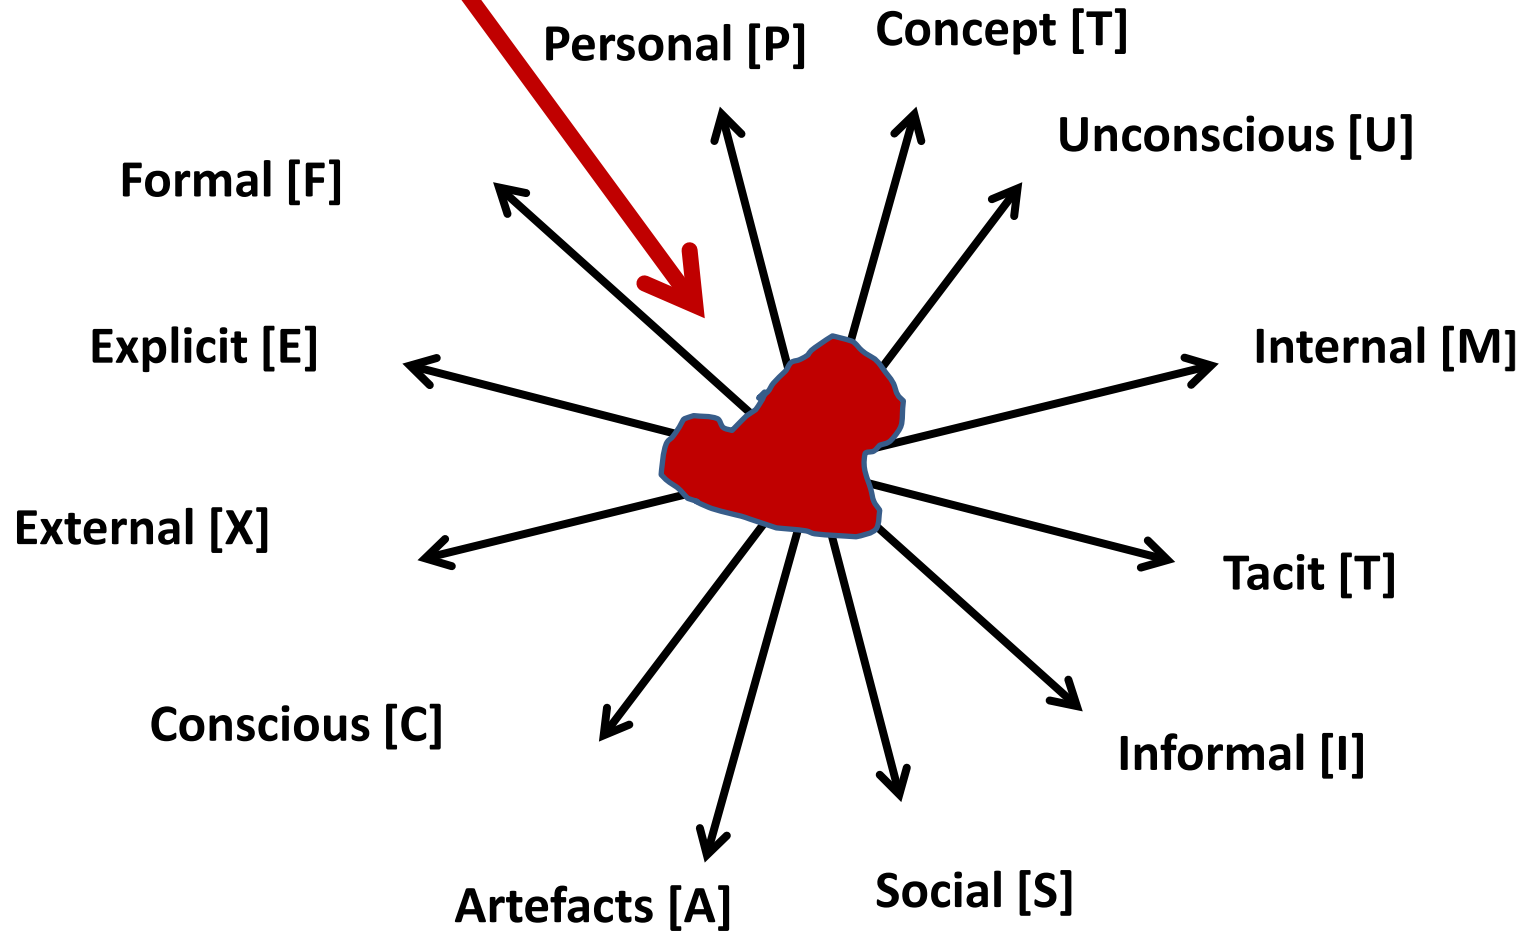 Concept [T]
Personal [P]
Unconscious [U]
Formal [F]
Explicit [E]
Internal [M]
External [X]
Tacit [T]
Conscious [C]
Informal [I]
Social [S]
Artefacts [A]